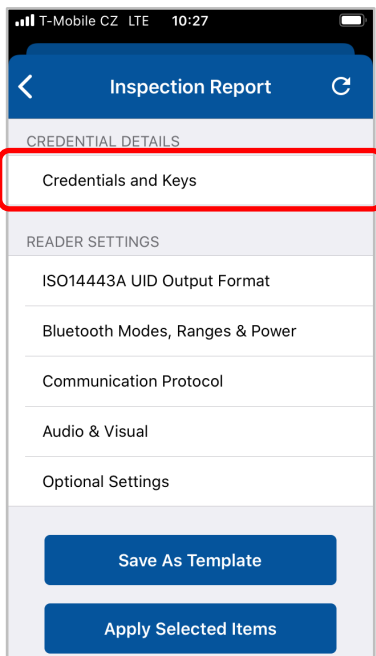 T-Mobile CZ LTE 10:27
Inspection Report
CREDENTIAL DETAILS
Credentials and Keys
READER SETTINGS
ISO14443A UID Output Format
Bluetooth Modes, Ranges & Power
Communication Protocol
Audio & Visual
Optional Settings
Save As Template
Apply Selected Items